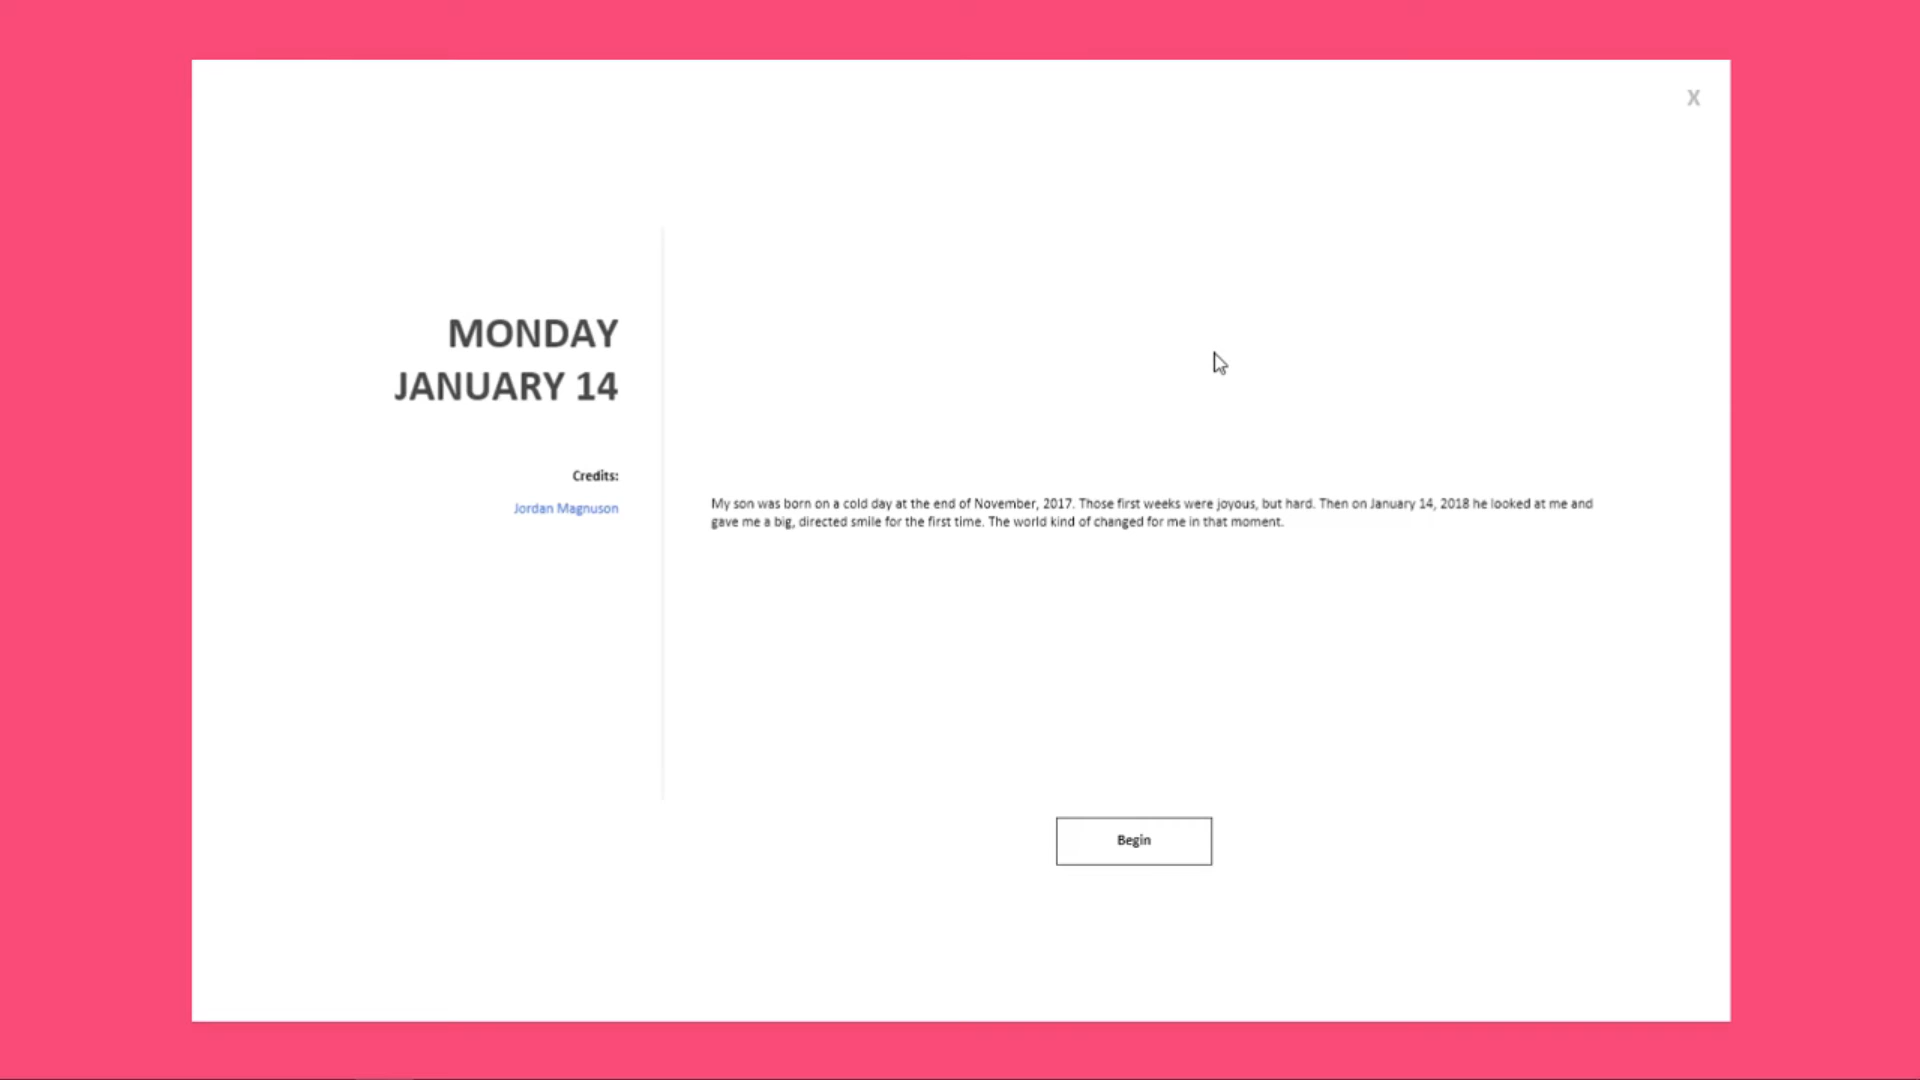 X
MONDAY
JANUARY 14
Credits:
Jordan Magnuson
My son was born on a cold day at the end of November, 2017. Those first weeks were joyous, but hard. Then on January 14, 2018 he looked at me and
gave me a big, directed smile for the first time. The world kind of changed for me in that moment.
Begin